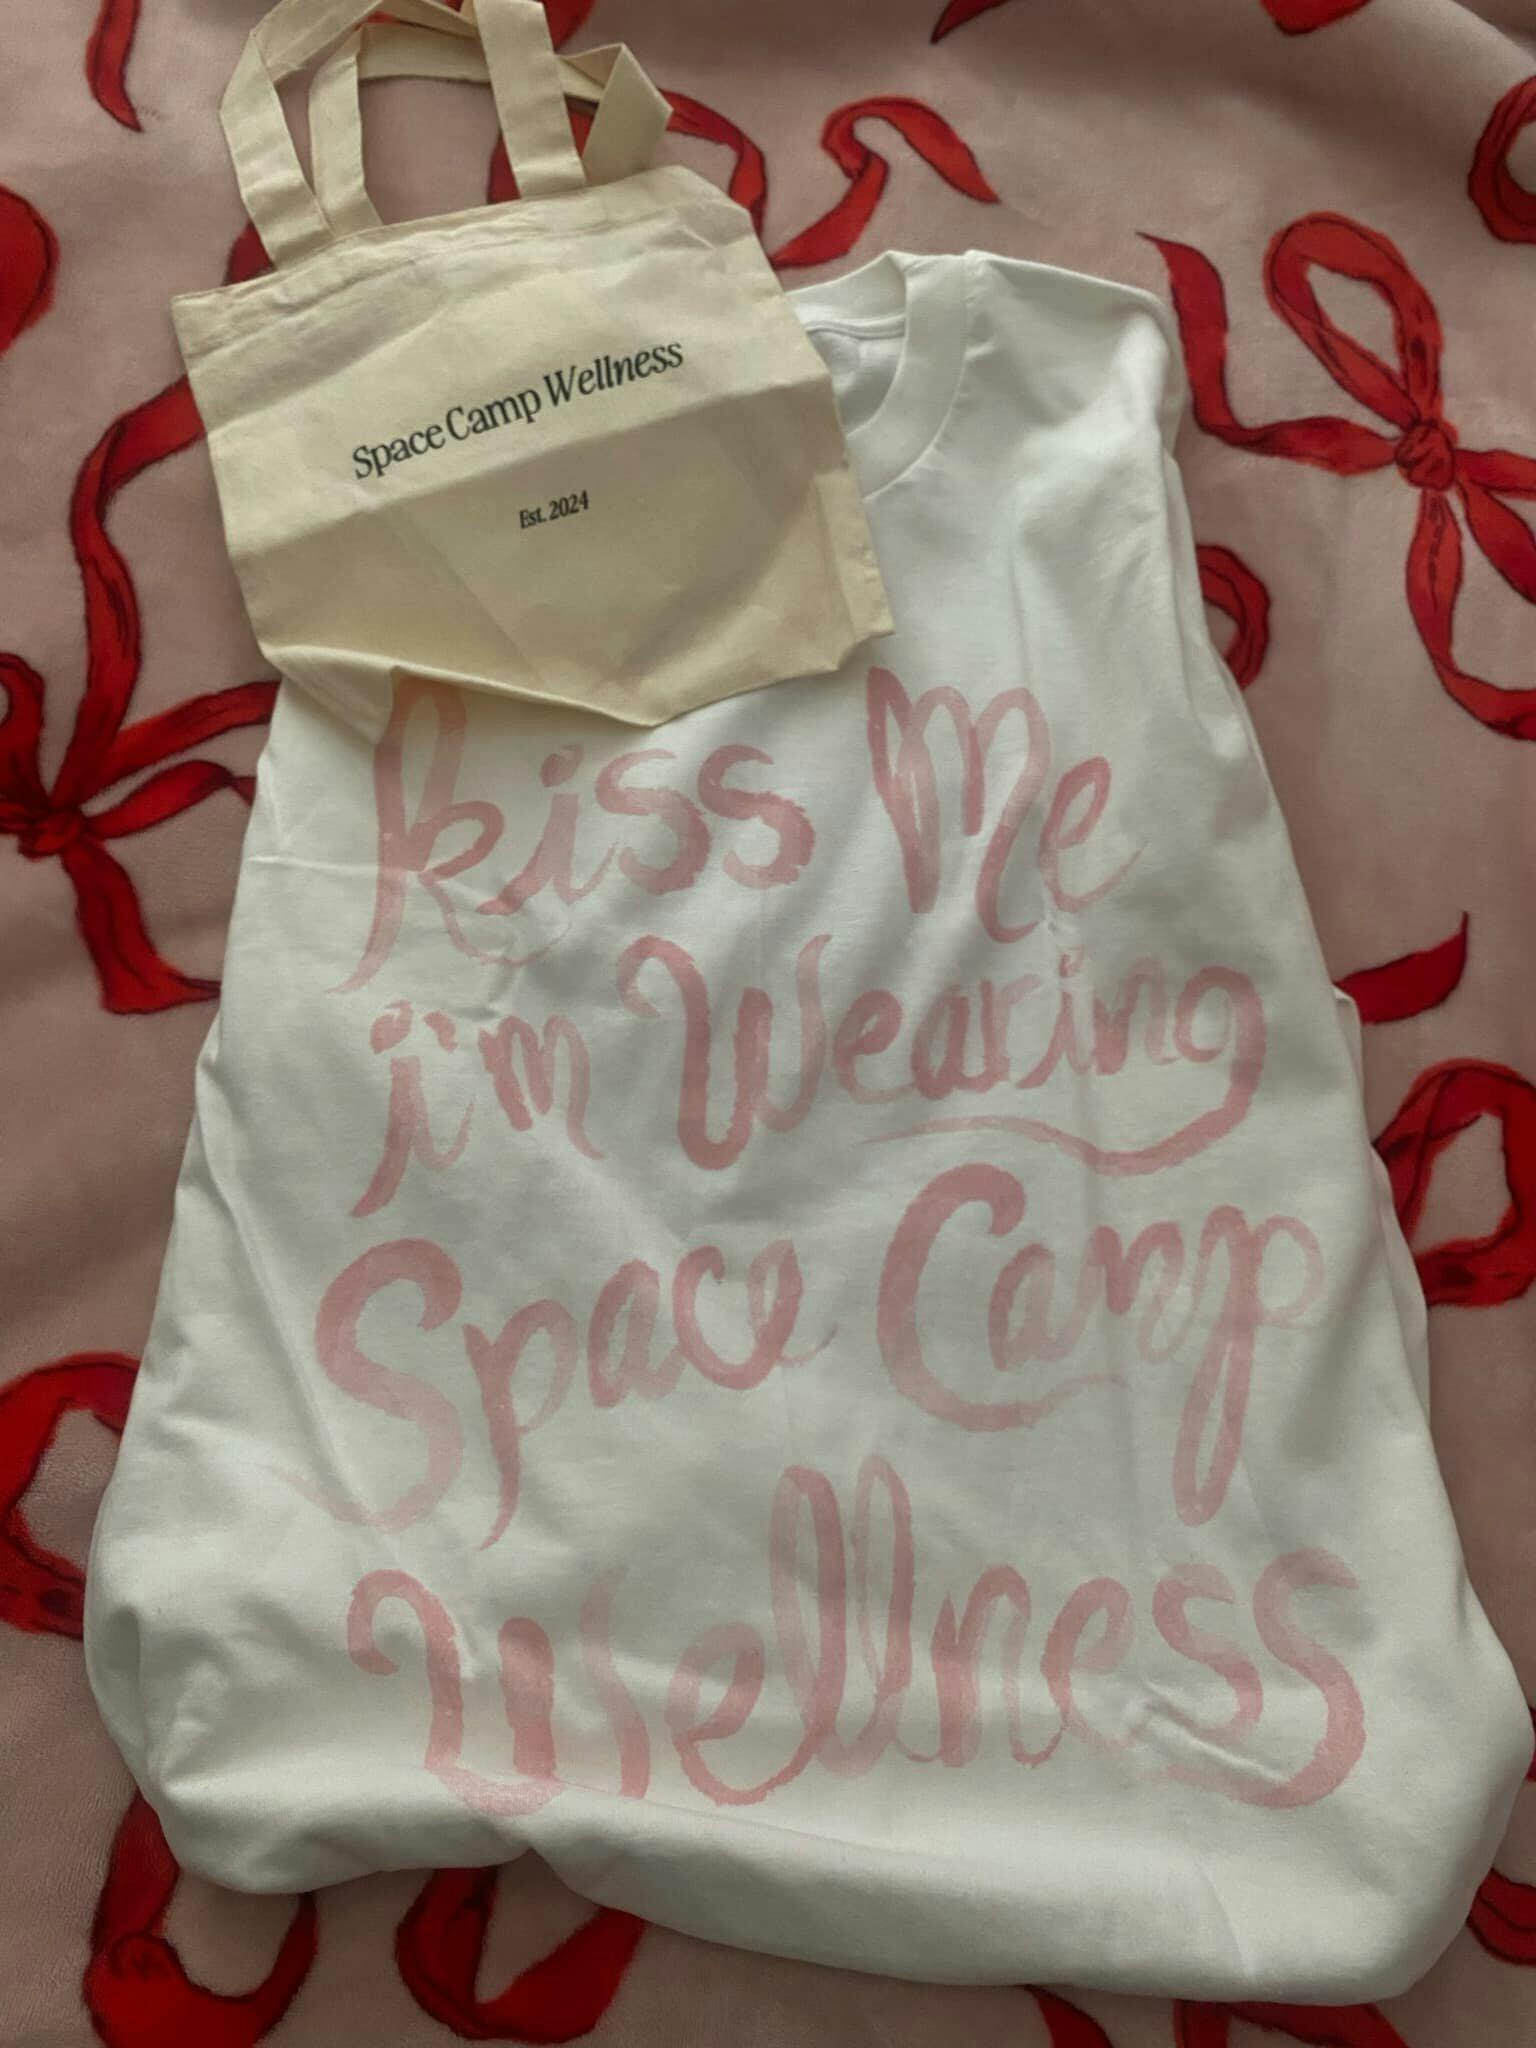 Space Camp Wellness
Est. 2024
kiss Me
i'm Wearing
Space Camp
Wellness